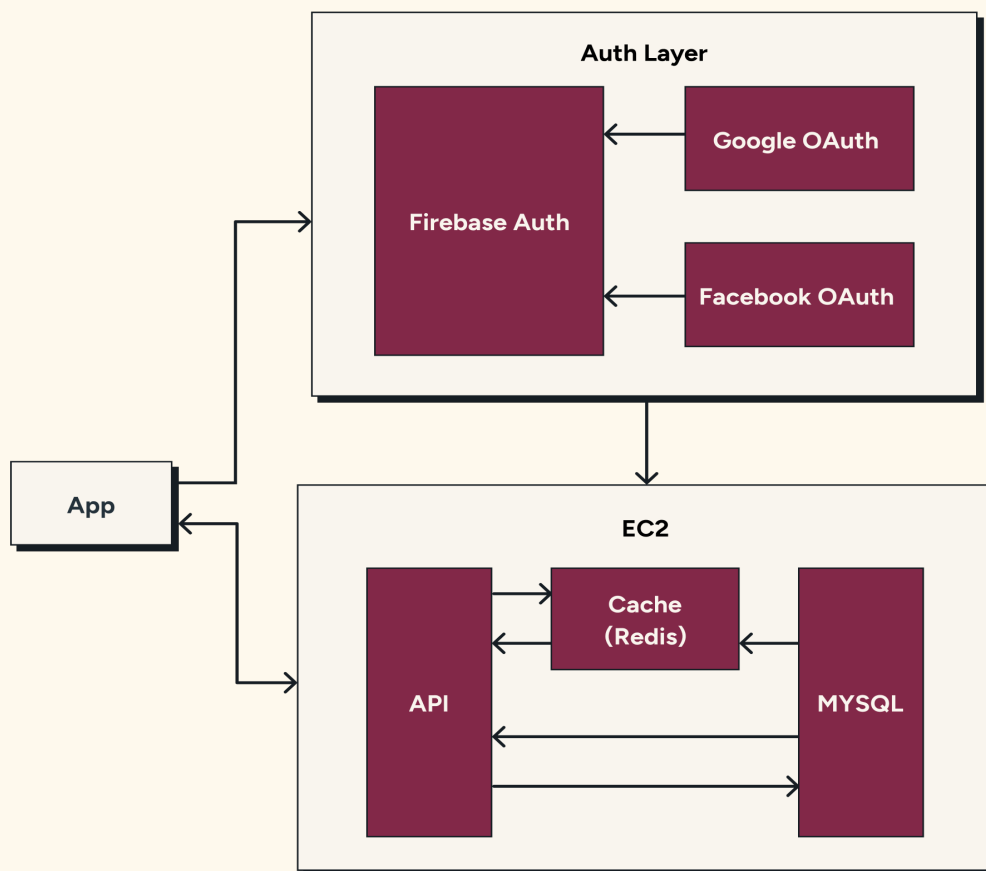 Auth Layer
Firebase Auth
Google OAuth
Facebook OAuth
App
EC2
API
Cache
(Redis)
MYSQL